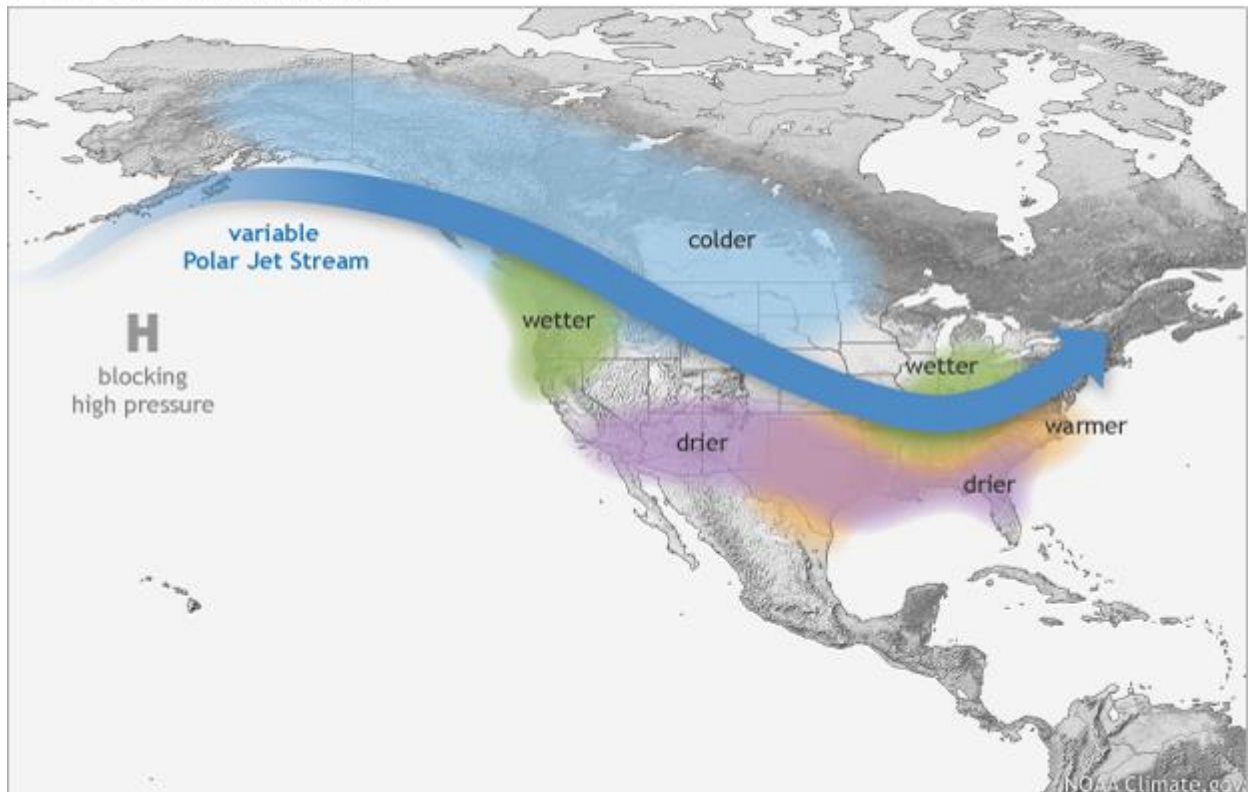 colder
variable
Polar Jet Stream
H
blocking
high pressure
wetter
wetter
warmer
drier
drier
NOAA Climate.gov